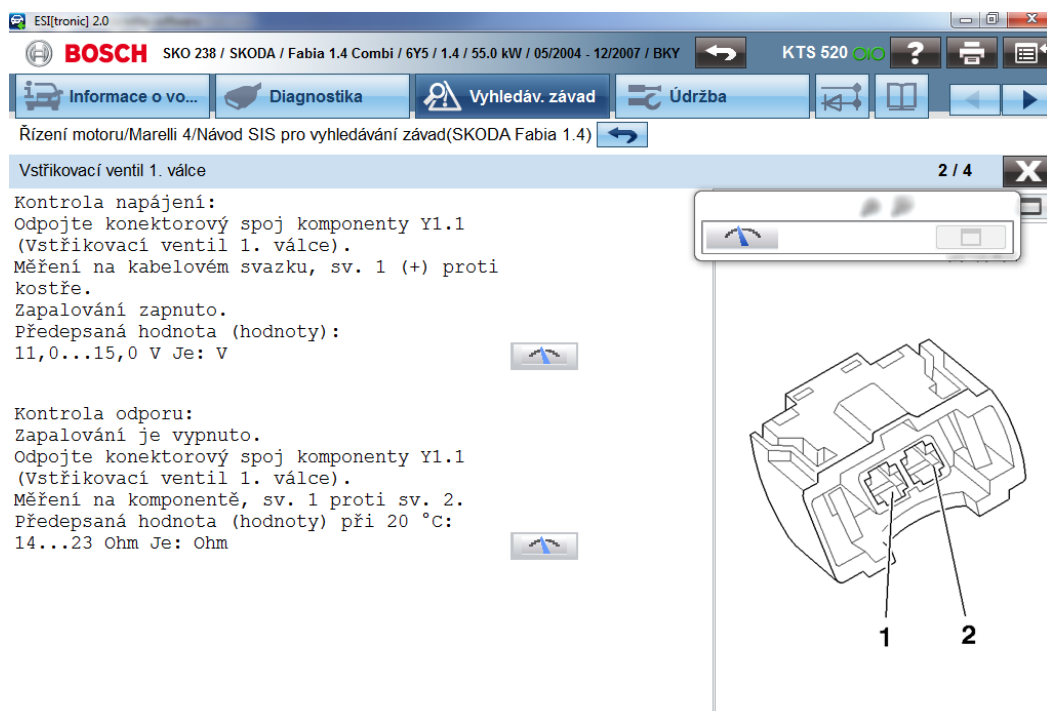 ESI[tronic] 2.0
BOSCH SKO 238 / SKODA / Fabia 1.4 Combi / 6Y5 / 1.4 / 55.0 kW / 05/2004 - 12/2007 / BKY KTS 520 ?
Informace o vo... Diagnostika Vyhledáv. závad Údržba
Řízení motoru/Marelli 4/Návod SIS pro vyhledávání závad(SKODA Fabia 1.4)
Vstřikovací ventil 1. válce 2 / 4 X
Kontrola napájení:
Odpojte konektorový spoj komponenty Y1.1
(Vstřikovací ventil 1. válce).
Měření na kabelovém svazku, sv. 1 (+) proti
kostře.
Zapalování zapnuto.
Předepsaná hodnota (hodnoty):
11,0...15,0 V Je: V
Kontrola odporu:
Zapalování je vypnuto.
Odpojte konektorový spoj komponenty Y1.1
(Vstřikovací ventil 1. válce).
Měření na komponentě, sv. 1 proti sv. 2.
Předepsaná hodnota (hodnoty) při 20 °C:
14...23 Ohm Je: Ohm
1 2